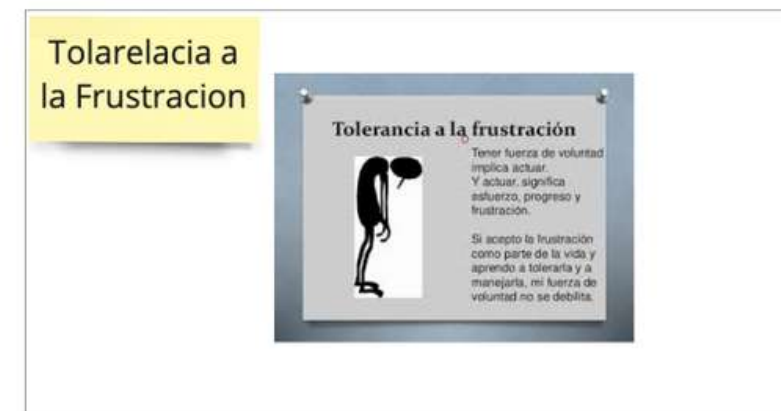 Tolarelacia a
la Frustracion
Tolerancia a la frustración
Tener fuerza de voluntad
implica actuar.
Y actuar, significa
esfuerzo, progreso y
frustración.
Si acepto la frustración
como parte de la vida y
aprendo a tolerarla y a
manejarla, mi fuerza de
voluntad no se debilita.